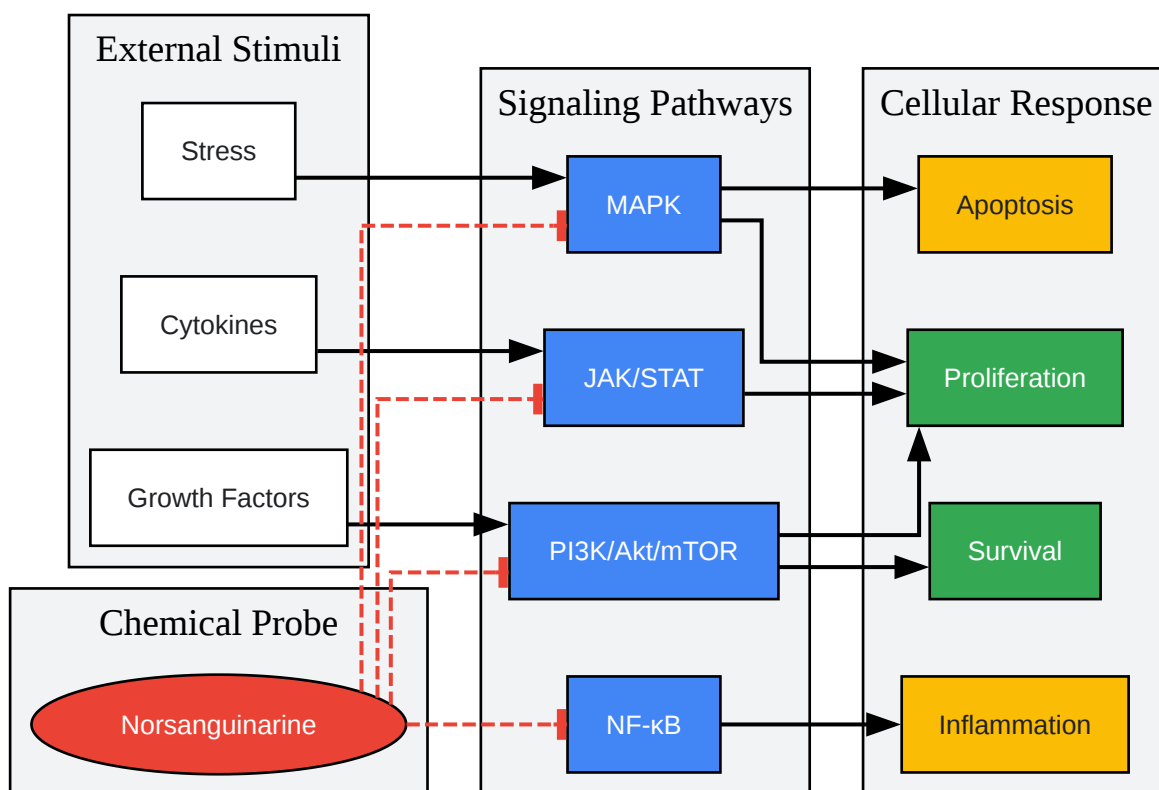 External Stimuli
Stress
Cytokines
Growth Factors
Chemical Probe
Norsanguinarine
Signaling Pathways
MAPK
JAK/STAT
PI3K/Akt/mTOR
NF-κB
Cellular Response
Apoptosis
Proliferation
Survival
Inflammation